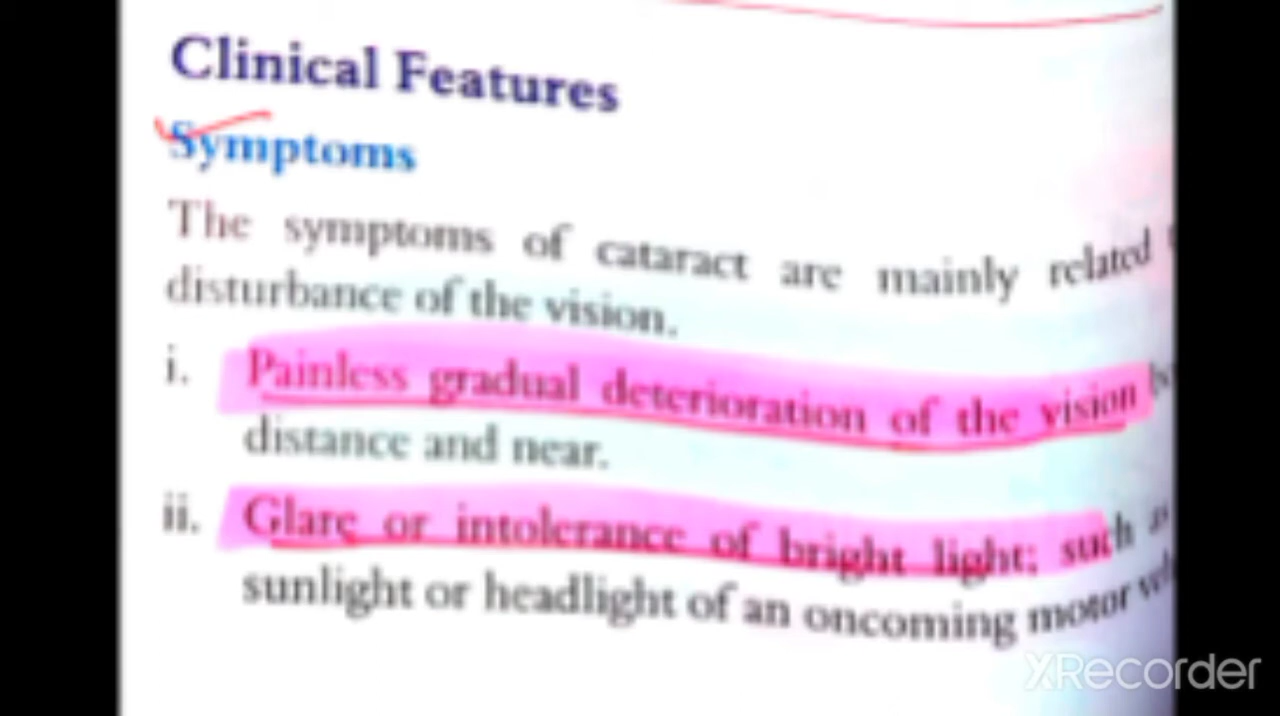 Clinical Features
Symptoms
The symptoms of cataract are mainly related
disturbance of the vision.
i. Painless gradual deterioration of the vision
distance and near.
ii. Glare or intolerance of bright light; such as
sunlight or headlight of an oncoming motor
XRecorder